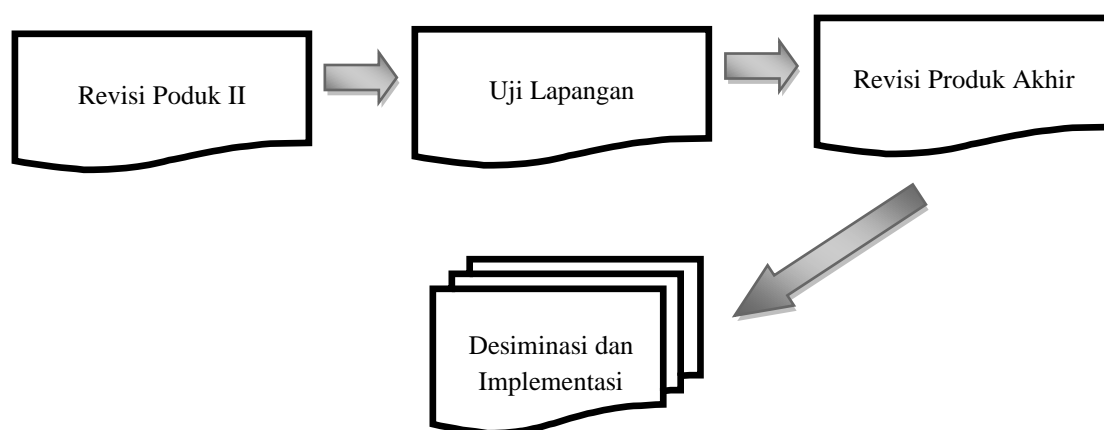 Revisi Poduk II
Uji Lapangan
Revisi Produk Akhir
Desiminasi dan
Implementasi